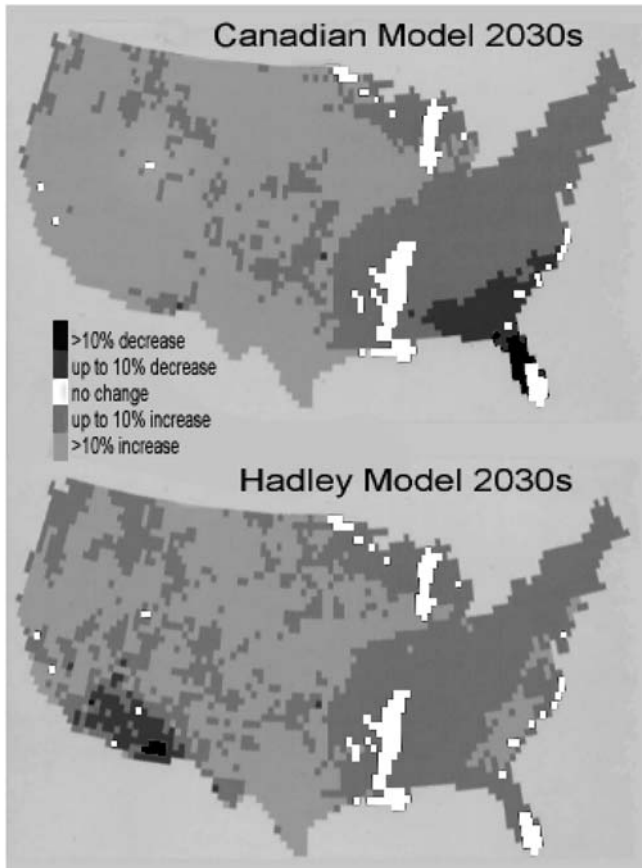 Canadian Model 2030s
>10% decrease
up to 10% decrease
no change
up to 10% increase
>10% increase
Hadley Model 2030s